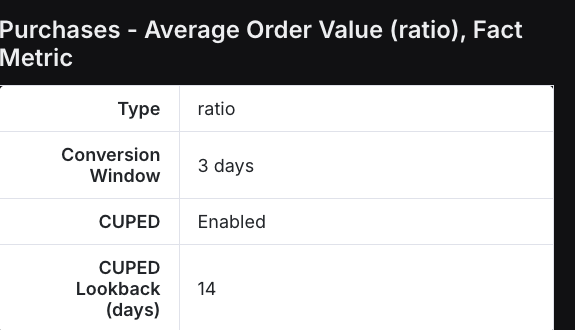 Purchases - Average Order Value (ratio), Fact
Metric
Type ratio
Conversion
Window 3 days
CUPED Enabled
CUPED
Lookback 14
(days)